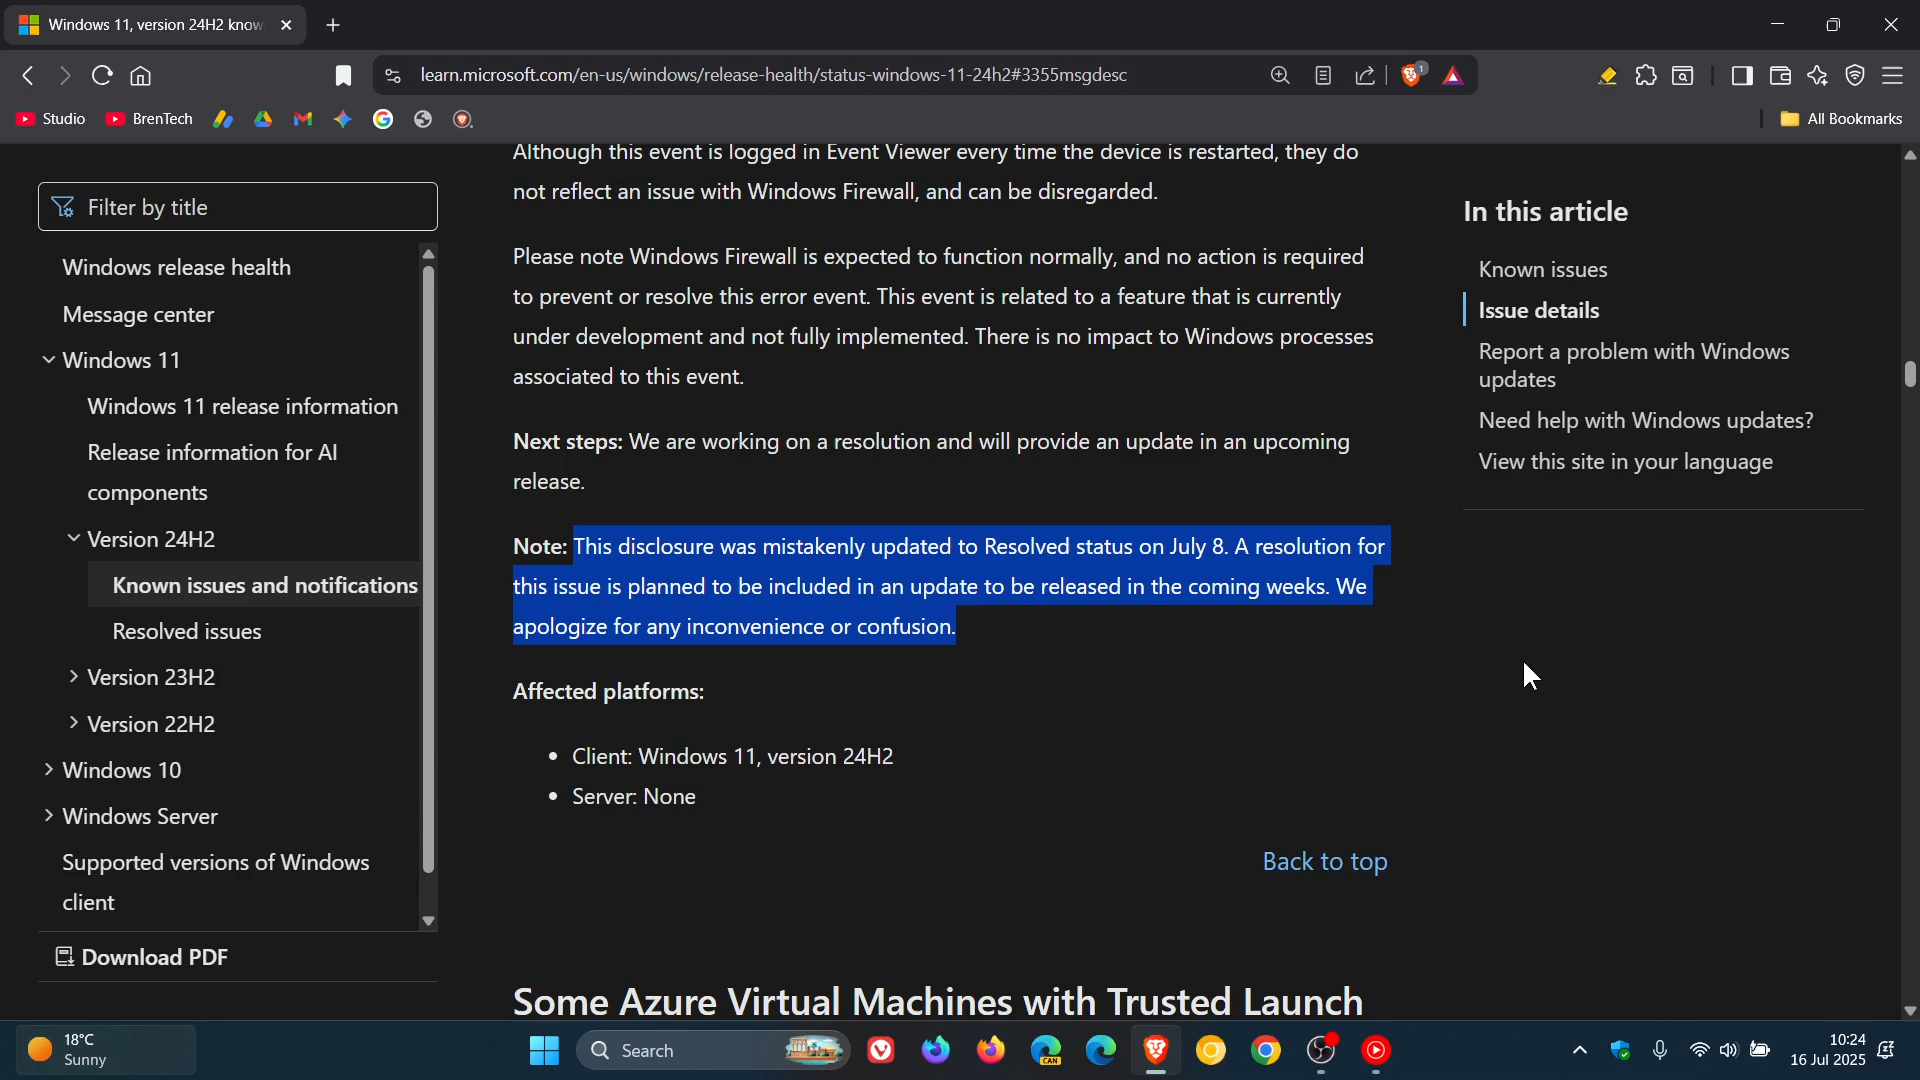 Windows 11, version 24H2 know
learn.microsoft.com/en-us/windows/release-health/status-windows-11-24h2#3355msgdesc
1
Studio
BrenTech
All Bookmarks
Filter by title
Windows release health
Message center
Windows 11
Windows 11 release information
Release information for AI
components
Version 24H2
Known issues and notifications
Resolved issues
Version 23H2
Version 22H2
Windows 10
Windows Server
Supported versions of Windows
client
Download PDF
Although this event is logged in Event Viewer every time the device is restarted, they do
not reflect an issue with Windows Firewall, and can be disregarded.
Please note Windows Firewall is expected to function normally, and no action is required
to prevent or resolve this error event. This event is related to a feature that is currently
under development and not fully implemented. There is no impact to Windows processes
associated to this event.
Next steps: We are working on a resolution and will provide an update in an upcoming
release.
Note: This disclosure was mistakenly updated to Resolved status on July 8. A resolution for
this issue is planned to be included in an update to be released in the coming weeks. We
apologize for any inconvenience or confusion.
Affected platforms:
Client: Windows 11, version 24H2
Server: None
Back to top
Some Azure Virtual Machines with Trusted Launch
In this article
Known issues
Issue details
Report a problem with Windows
updates
Need help with Windows updates?
View this site in your language
18°C
Sunny
Search
CAN
10:24
16 Jul 2025